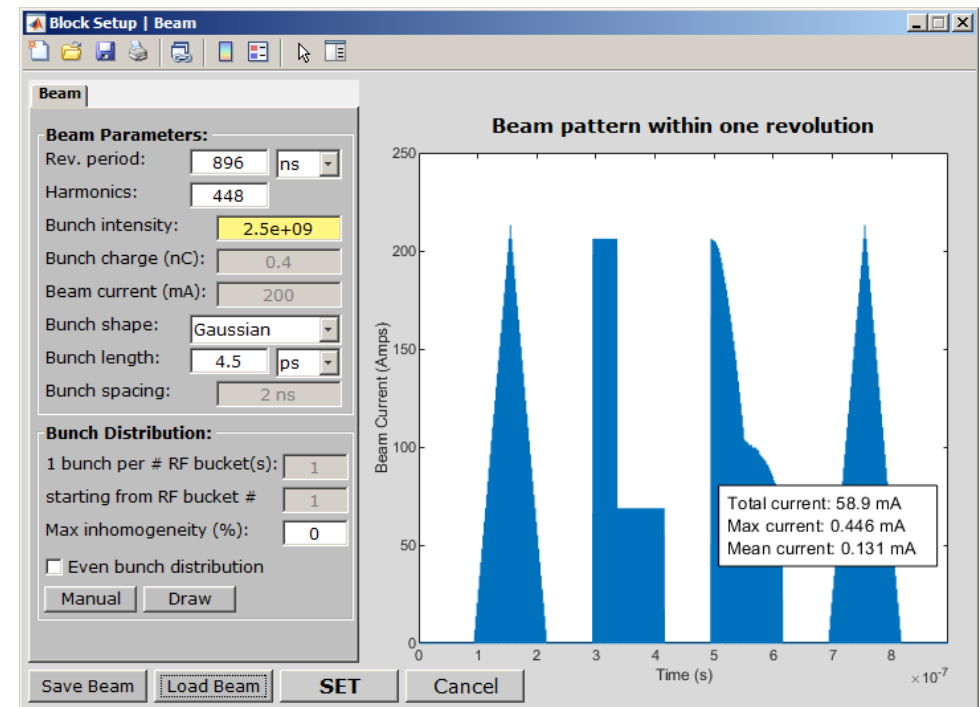 Block Setup | Beam
Beam
Beam Parameters:
Rev. period: 896 ns
Harmonics: 448
Bunch intensity: 2.5e+09
Bunch charge (nC): 0.4
Beam current (mA): 200
Bunch shape: Gaussian
Bunch length: 4.5 ps
Bunch spacing: 2 ns
Bunch Distribution:
1 bunch per # RF bucket(s): 1
starting from RF bucket # 1
Max inhomogeneity (%): 0
Even bunch distribution
Manual Draw
Save Beam Load Beam SET Cancel
Beam pattern within one revolution
Beam Current (Amps)
250
200
150
100
50
0
Total current: 58.9 mA
Max current: 0.446 mA
Mean current: 0.131 mA
0 1 2 3 4 5 6 7 8
Time (s)
×10-7